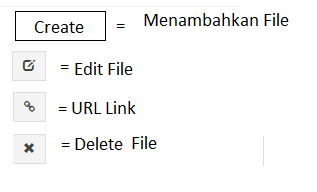 Create = Menambahkan File
= Edit File
= URL Link
= Delete File